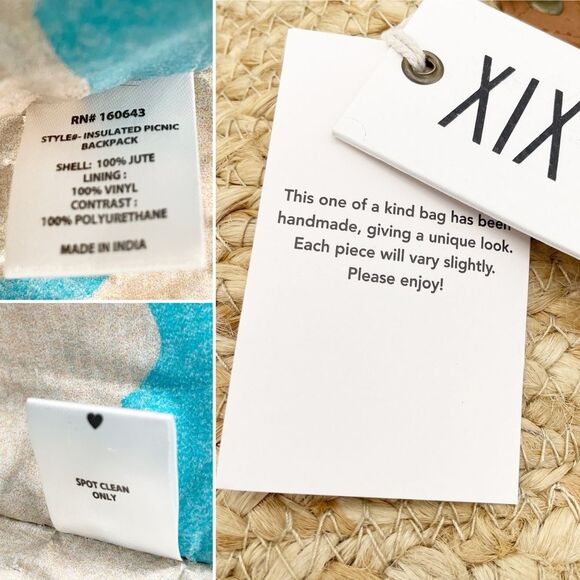 RN# 160643
STYLE#- INSULATED PICNIC
BACKPACK
SHELL: 100% JUTE
LINING :
100% VINYL
CONTRAST :
100% POLYURETHANE
MADE IN INDIA
SPOT CLEAN
ONLY
XIX
This one of a kind bag has been
handmade, giving a unique look.
Each piece will vary slightly.
Please enjoy!